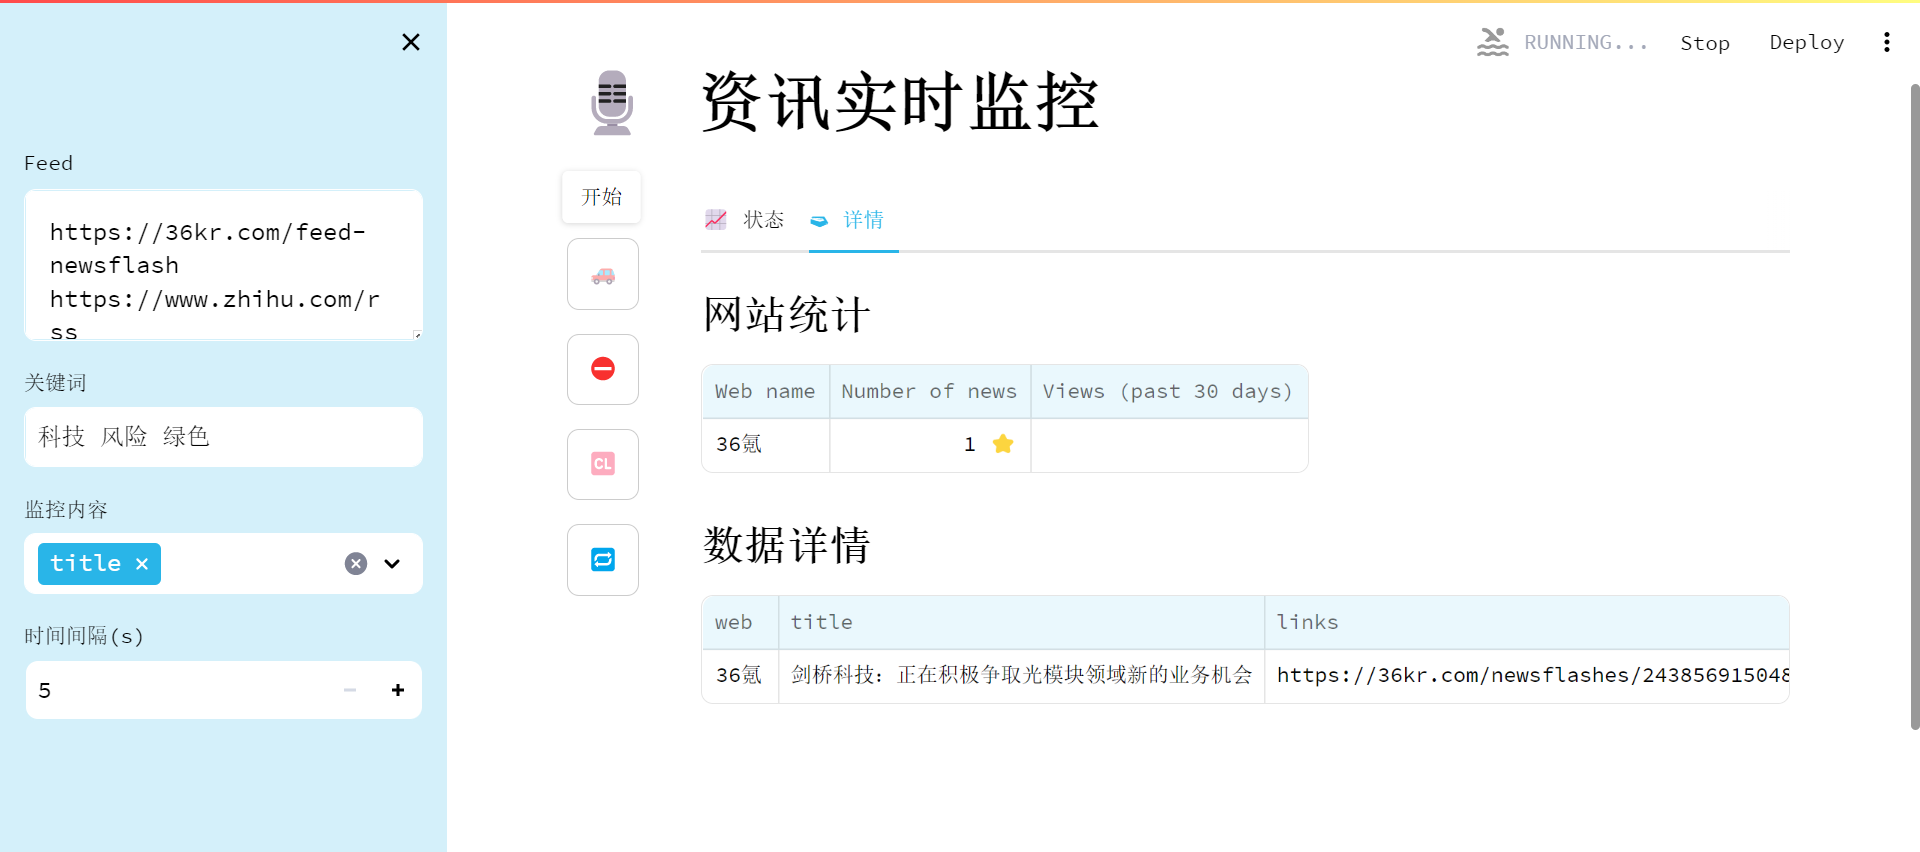 RUNNING...
Stop
Deploy
Feed
https://36kr.com/feed-
newsflash
https://www.zhihu.com/r
ss
关键词
科技 风险 绿色
监控内容
title
时间间隔(s)
5
资讯实时监控
开始
CL
状态
详情
网站统计
Web name
Number of news
Views (past 30 days)
36氪
1
数据详情
web
title
links
36氪
剑桥科技：正在积极争取光模块领域新的业务机会
https://36kr.com/newsflashes/243856915048